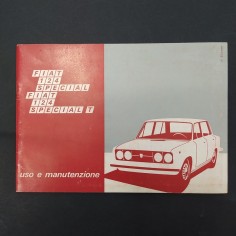 FIAT
124
SPECIAL
FIAT
124
SPECIAL T
uso e manutenzione